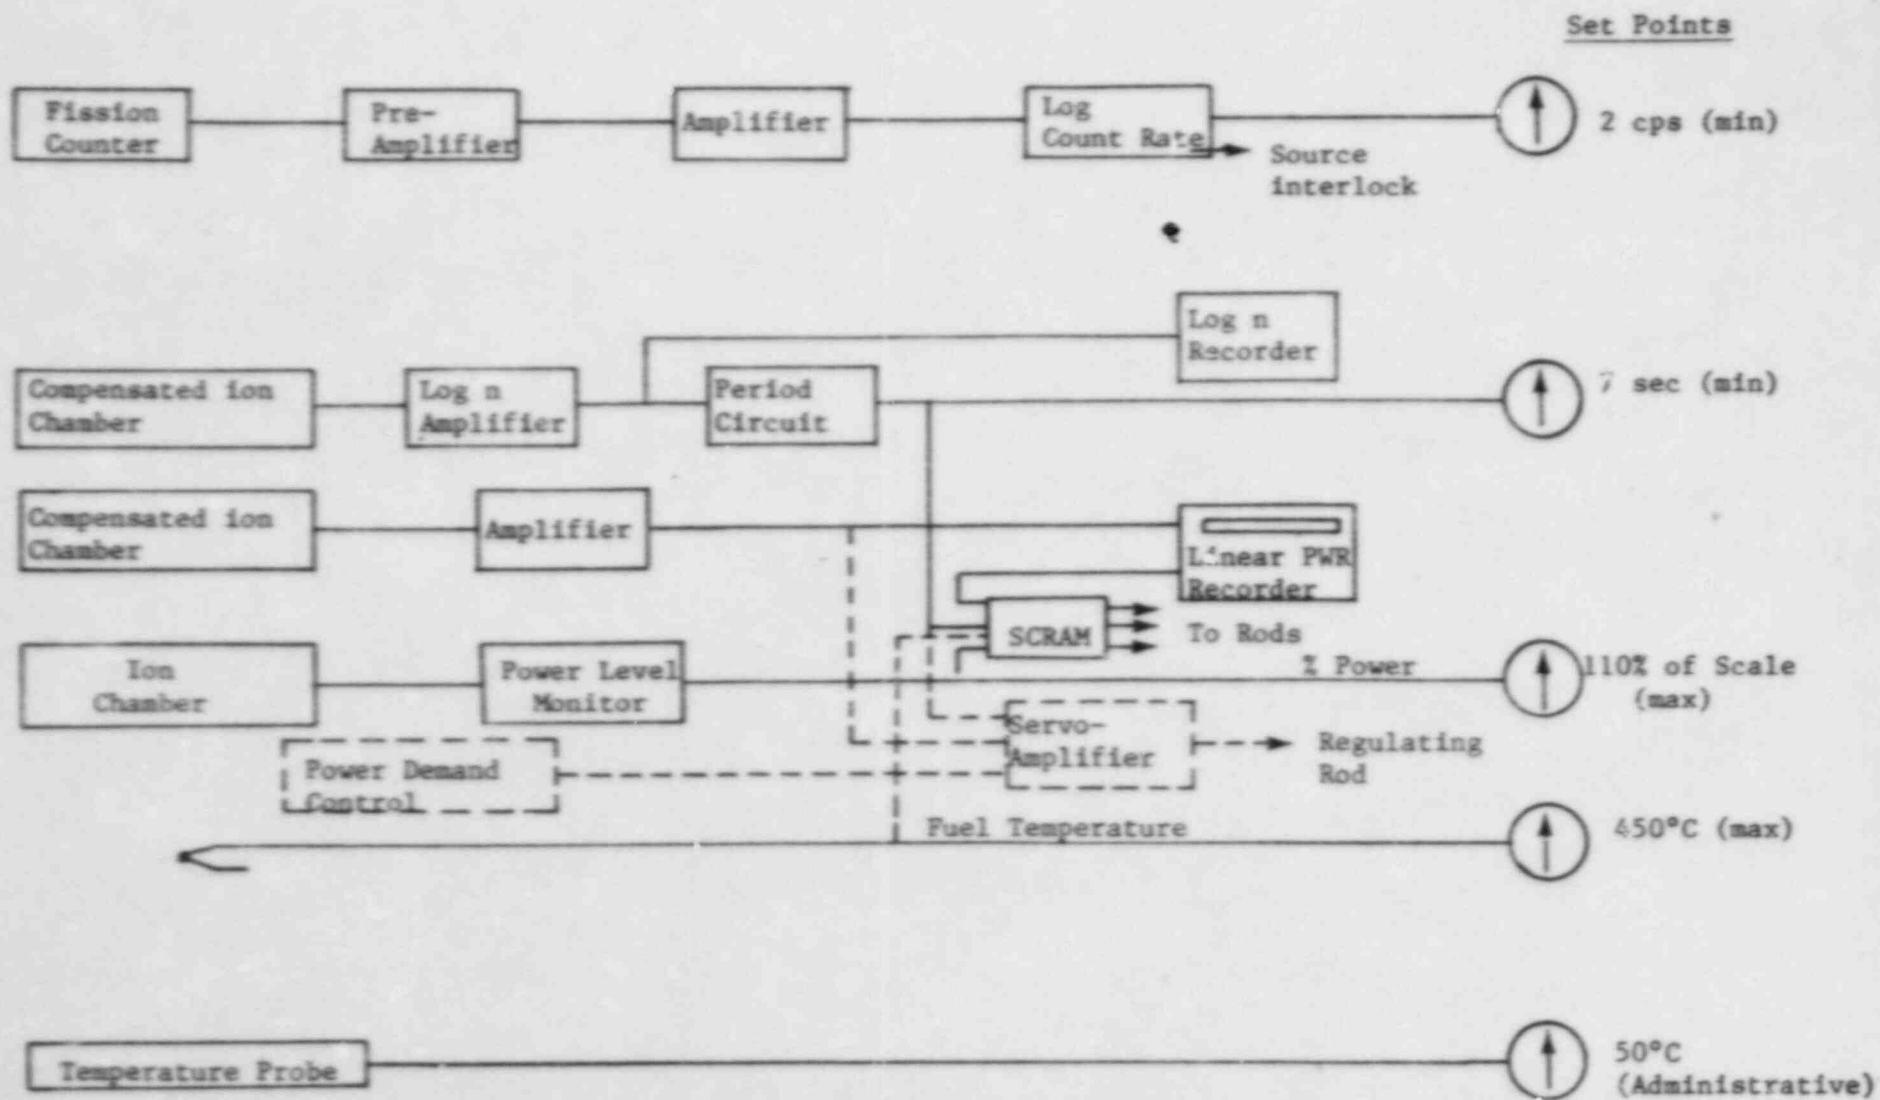 Set Points
Fission
Counter
Pre-
Amplifier
Amplifier
Log
Count Rate
2 cps (min)
Source
interlock
Log n
Recorder
Compensated ion
Chamber
Log n
Amplifier
Period
Circuit
7 sec (min)
Compensated ion
Chamber
Amplifier
Linear PWR
Recorder
SCRAM
To Rods
Ion
Chamber
Power Level
Monitor
% Power
110% of Scale
(max)
Power Demand
Control
Servo-
Amplifier
Regulating
Rod
Fuel Temperature
450°C (max)
Temperature Probe
50°C
(Administrative)